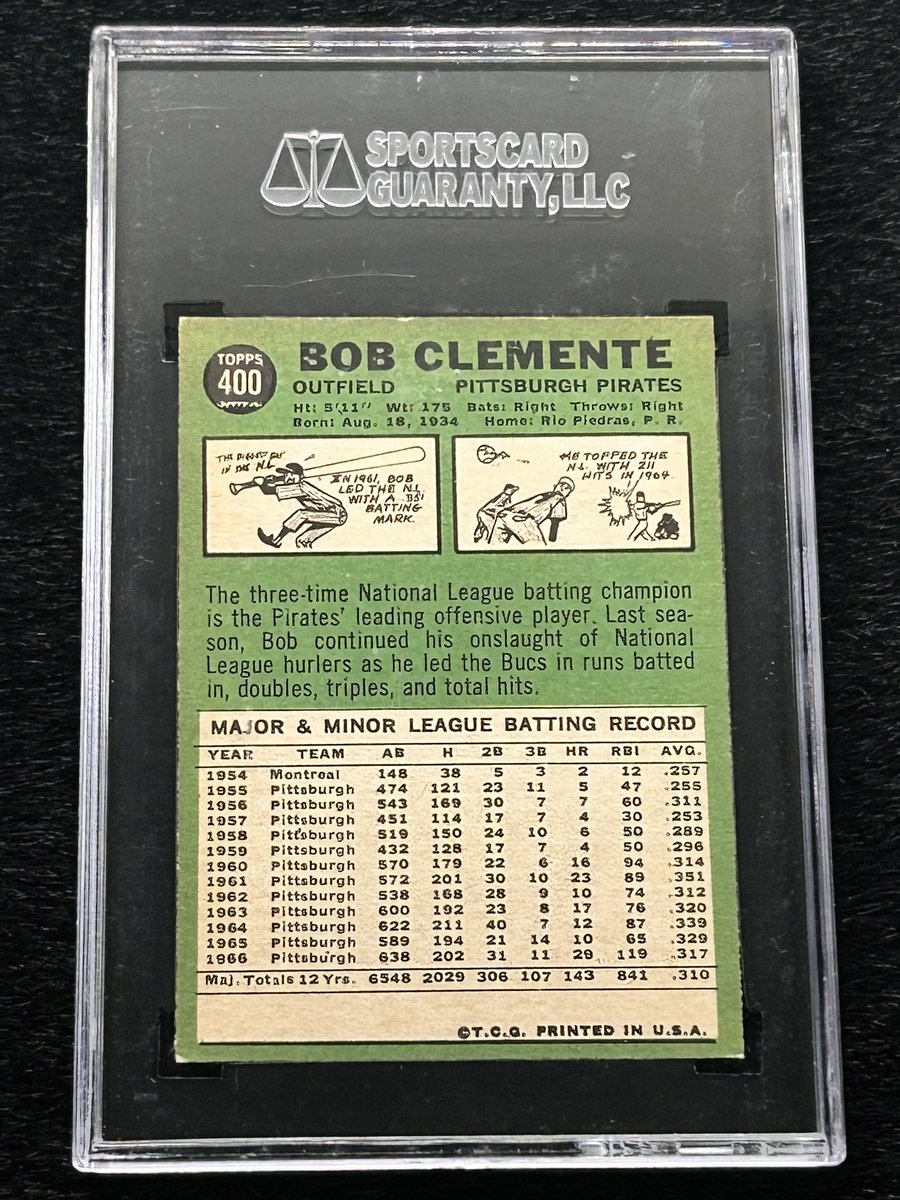 SPORTSCARD
GUARANTY, LLC
TOPPS
400
BOB CLEMENTE
OUTFIELD PITTSBURGH PIRATES
Ht: 5'11" Wt: 175 Bats: Right Throws: Right
Born: Aug. 18, 1934 Home: Rio Piedras, P. R.
THE BIGGEST BAT
IN THE N.L.
IN 1961, BOB
LED THE N.L.
WITH A .351
BATTING
MARK.
HE TOPPED THE
N.L. WITH 211
HITS IN 1964.
The three-time National League batting champion
is the Pirates' leading offensive player. Last sea-
son, Bob continued his onslaught of National
League hurlers as he led the Bucs in runs batted
in, doubles, triples, and total hits.
MAJOR & MINOR LEAGUE BATTING RECORD
YEAR TEAM AB H 2B 3B HR RBI AVG.
1954 Montreal 148 38 5 3 2 12 .257
1955 Pittsburgh 474 121 23 11 5 47 .255
1956 Pittsburgh 543 169 30 7 7 60 .311
1957 Pittsburgh 451 114 17 7 4 30 .253
1958 Pittsburgh 519 150 24 10 6 50 .289
1959 Pittsburgh 432 128 17 7 4 50 .296
1960 Pittsburgh 570 179 22 6 16 94 .314
1961 Pittsburgh 572 201 30 10 23 89 .351
1962 Pittsburgh 538 168 28 9 10 74 .312
1963 Pittsburgh 600 192 23 8 17 76 .320
1964 Pittsburgh 622 211 40 7 12 87 .339
1965 Pittsburgh 589 194 21 14 10 65 .329
1966 Pittsburgh 638 202 31 11 29 119 .317
Maj. Totals 12 Yrs. 6548 2029 306 107 143 841 .310
©T.C.G. PRINTED IN U.S.A.